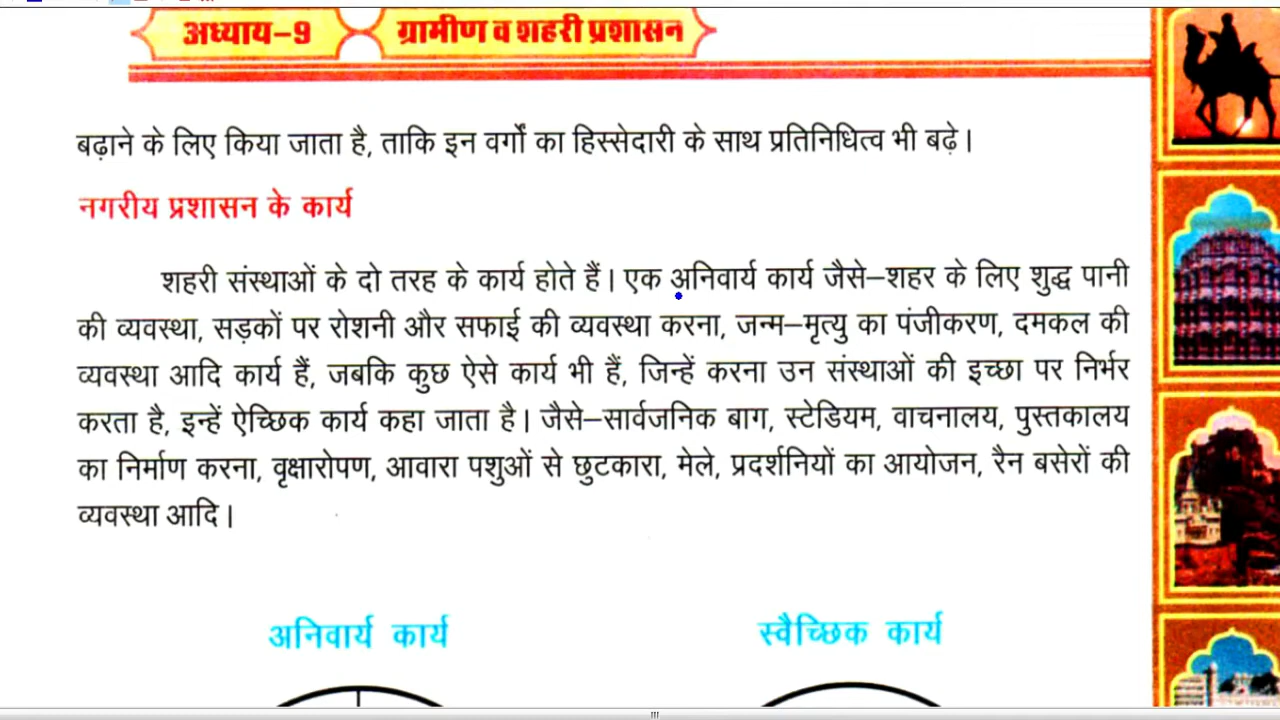 अध्याय–9 ग्रामीण व शहरी प्रशासन
बढ़ाने के लिए किया जाता है, ताकि इन वर्गों का हिस्सेदारी के साथ प्रतिनिधित्व भी बढ़े।
नगरीय प्रशासन के कार्य
शहरी संस्थाओं के दो तरह के कार्य होते हैं। एक अनिवार्य कार्य जैसे–शहर के लिए शुद्ध पानी
की व्यवस्था, सड़कों पर रोशनी और सफाई की व्यवस्था करना, जन्म–मृत्यु का पंजीकरण, दमकल की
व्यवस्था आदि कार्य हैं, जबकि कुछ ऐसे कार्य भी हैं, जिन्हें करना उन संस्थाओं की इच्छा पर निर्भर
करता है, इन्हें ऐच्छिक कार्य कहा जाता है। जैसे–सार्वजनिक बाग, स्टेडियम, वाचनालय, पुस्तकालय
का निर्माण करना, वृक्षारोपण, आवारा पशुओं से छुटकारा, मेले, प्रदर्शनियों का आयोजन, रैन बसेरों की
व्यवस्था आदि।
अनिवार्य कार्य स्वैच्छिक कार्य